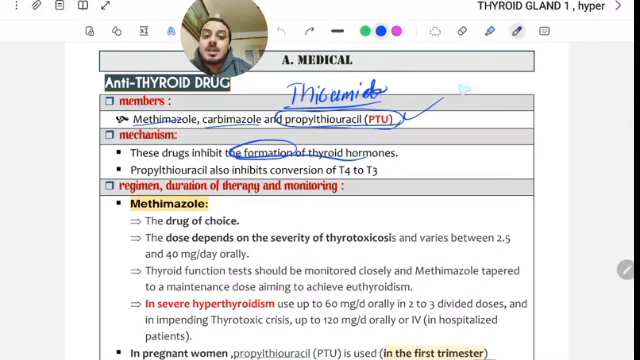 THYROID GLAND 1 , hyper
A. MEDICAL
Anti-THYROID DRUG
Thioamide
members :
Methimazole, carbimazole and propylthiouracil (PTU)
mechanism:
These drugs inhibit the formation of thyroid hormones.
Propylthiouracil also inhibits conversion of T4 to T3
regimen, duration of therapy and monitoring :
Methimazole:
⇒ The drug of choice.
⇒ The dose depends on the severity of thyrotoxicosis and varies between 2.5
and 40 mg/day orally.
⇒ Thyroid function tests should be monitored closely and Methimazole tapered
to a maintenance dose aiming to achieve euthyroidism.
⇒ In severe hyperthyroidism use up to 60 mg/d orally in 2 to 3 divided doses, and
in impending Thyrotoxic crisis, up to 120 mg/d orally or IV (in hospitalized
patients).
In pregnant women, propylthiouracil (PTU) is used (in the first trimester